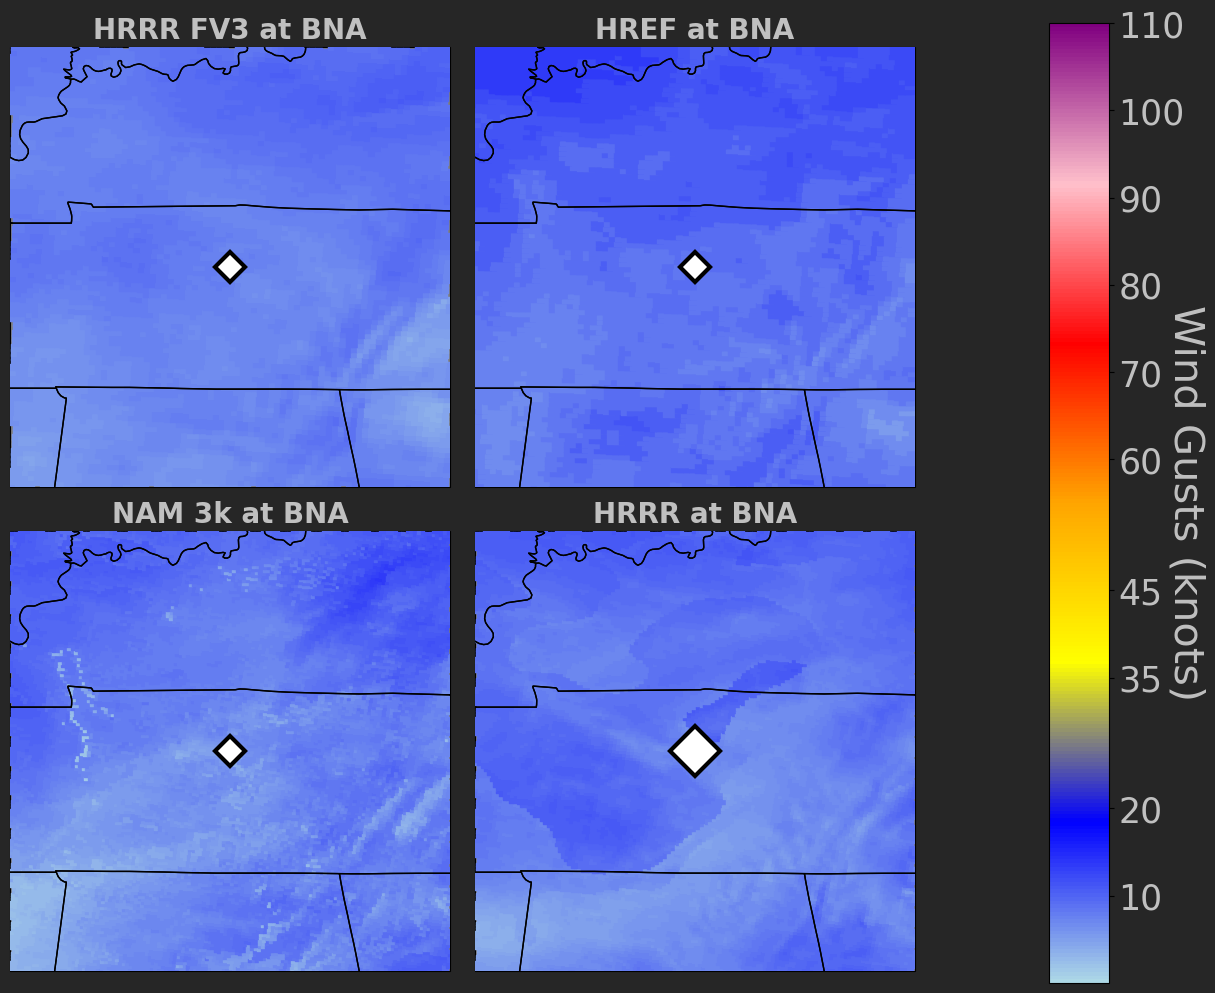 HRRR FV3 at BNA
HREF at BNA
NAM 3k at BNA
HRRR at BNA
110
100
90
80
70
60
45
35
20
10
Wind Gusts (knots)